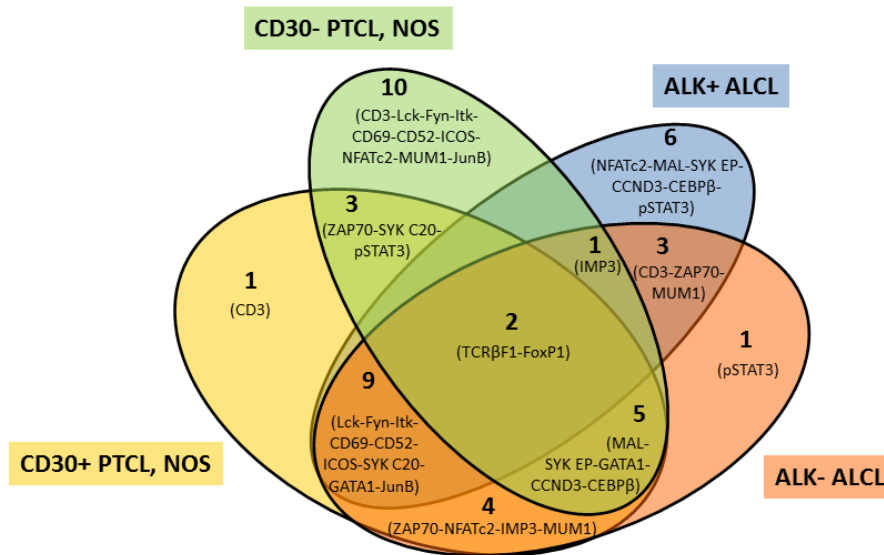 CD30- PTCL, NOS
ALK+ ALCL
10
(CD3-Lck-Fyn-Itk-
CD69-CD52-ICOS-
NFATc2-MUM1-JunB)
6
(NFATc2-MAL-SYK EP-
CCND3-CEBPβ-
pSTAT3)
3
(ZAP70-SYK C20-
pSTAT3)
1
(IMP3)
3
(CD3-ZAP70-
MUM1)
1
(CD3)
2
(TCRβF1-FoxP1)
1
(pSTAT3)
9
(Lck-Fyn-Itk-
CD69-CD52-
ICOS-SYK C20-
GATA1-JunB)
5
(MAL-
SYK EP-GATA1-
CCND3-CEBPβ)
CD30+ PTCL, NOS
ALK- ALCL
4
(ZAP70-NFATc2-IMP3-MUM1)